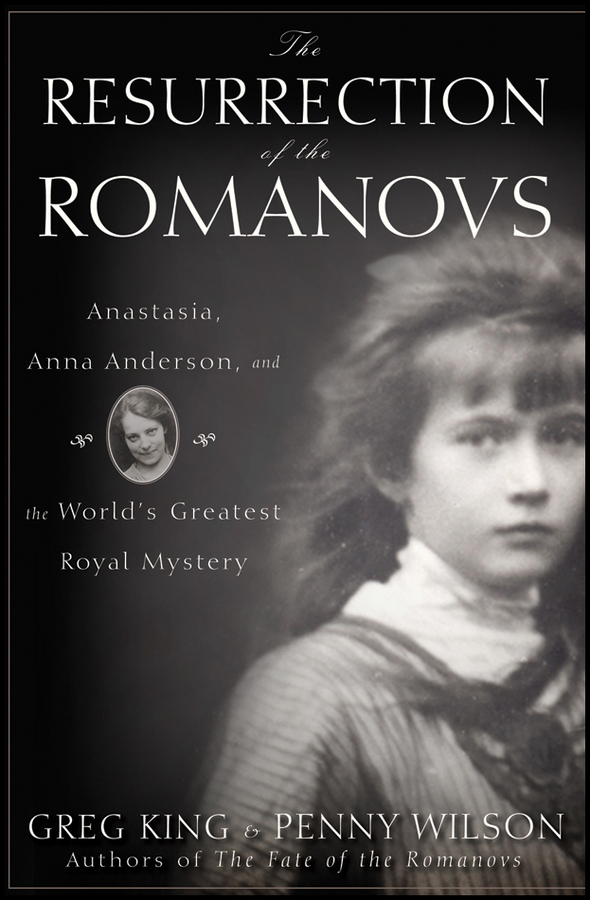 The
RESURRECTION
of the
ROMANOVS
Anastasia,
Anna Anderson, and
the World's Greatest
Royal Mystery
GREG KING & PENNY WILSON
Authors of The Fate of the Romanovs